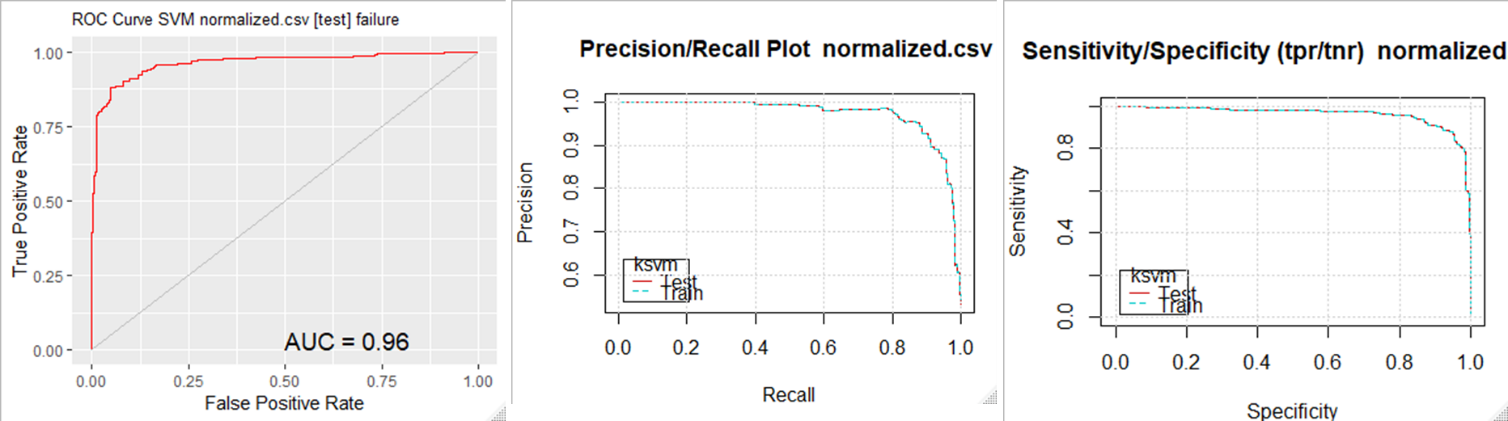 ROC Curve SVM normalized.csv [test] failure
True Positive Rate
1.00
0.75
0.50
0.25
0.00
AUC = 0.96
0.00 0.25 0.50 0.75 1.00
False Positive Rate
Precision/Recall Plot normalized.csv
Precision
1.0
0.9
0.8
0.7
0.6
ksvm
Test
Train
0.0 0.2 0.4 0.6 0.8 1.0
Recall
Sensitivity/Specificity (tpr/tnr) normalized
Sensitivity
0.8
0.4
0.0
ksvm
Test
Train
0.0 0.2 0.4 0.6 0.8 1.0
Specificity